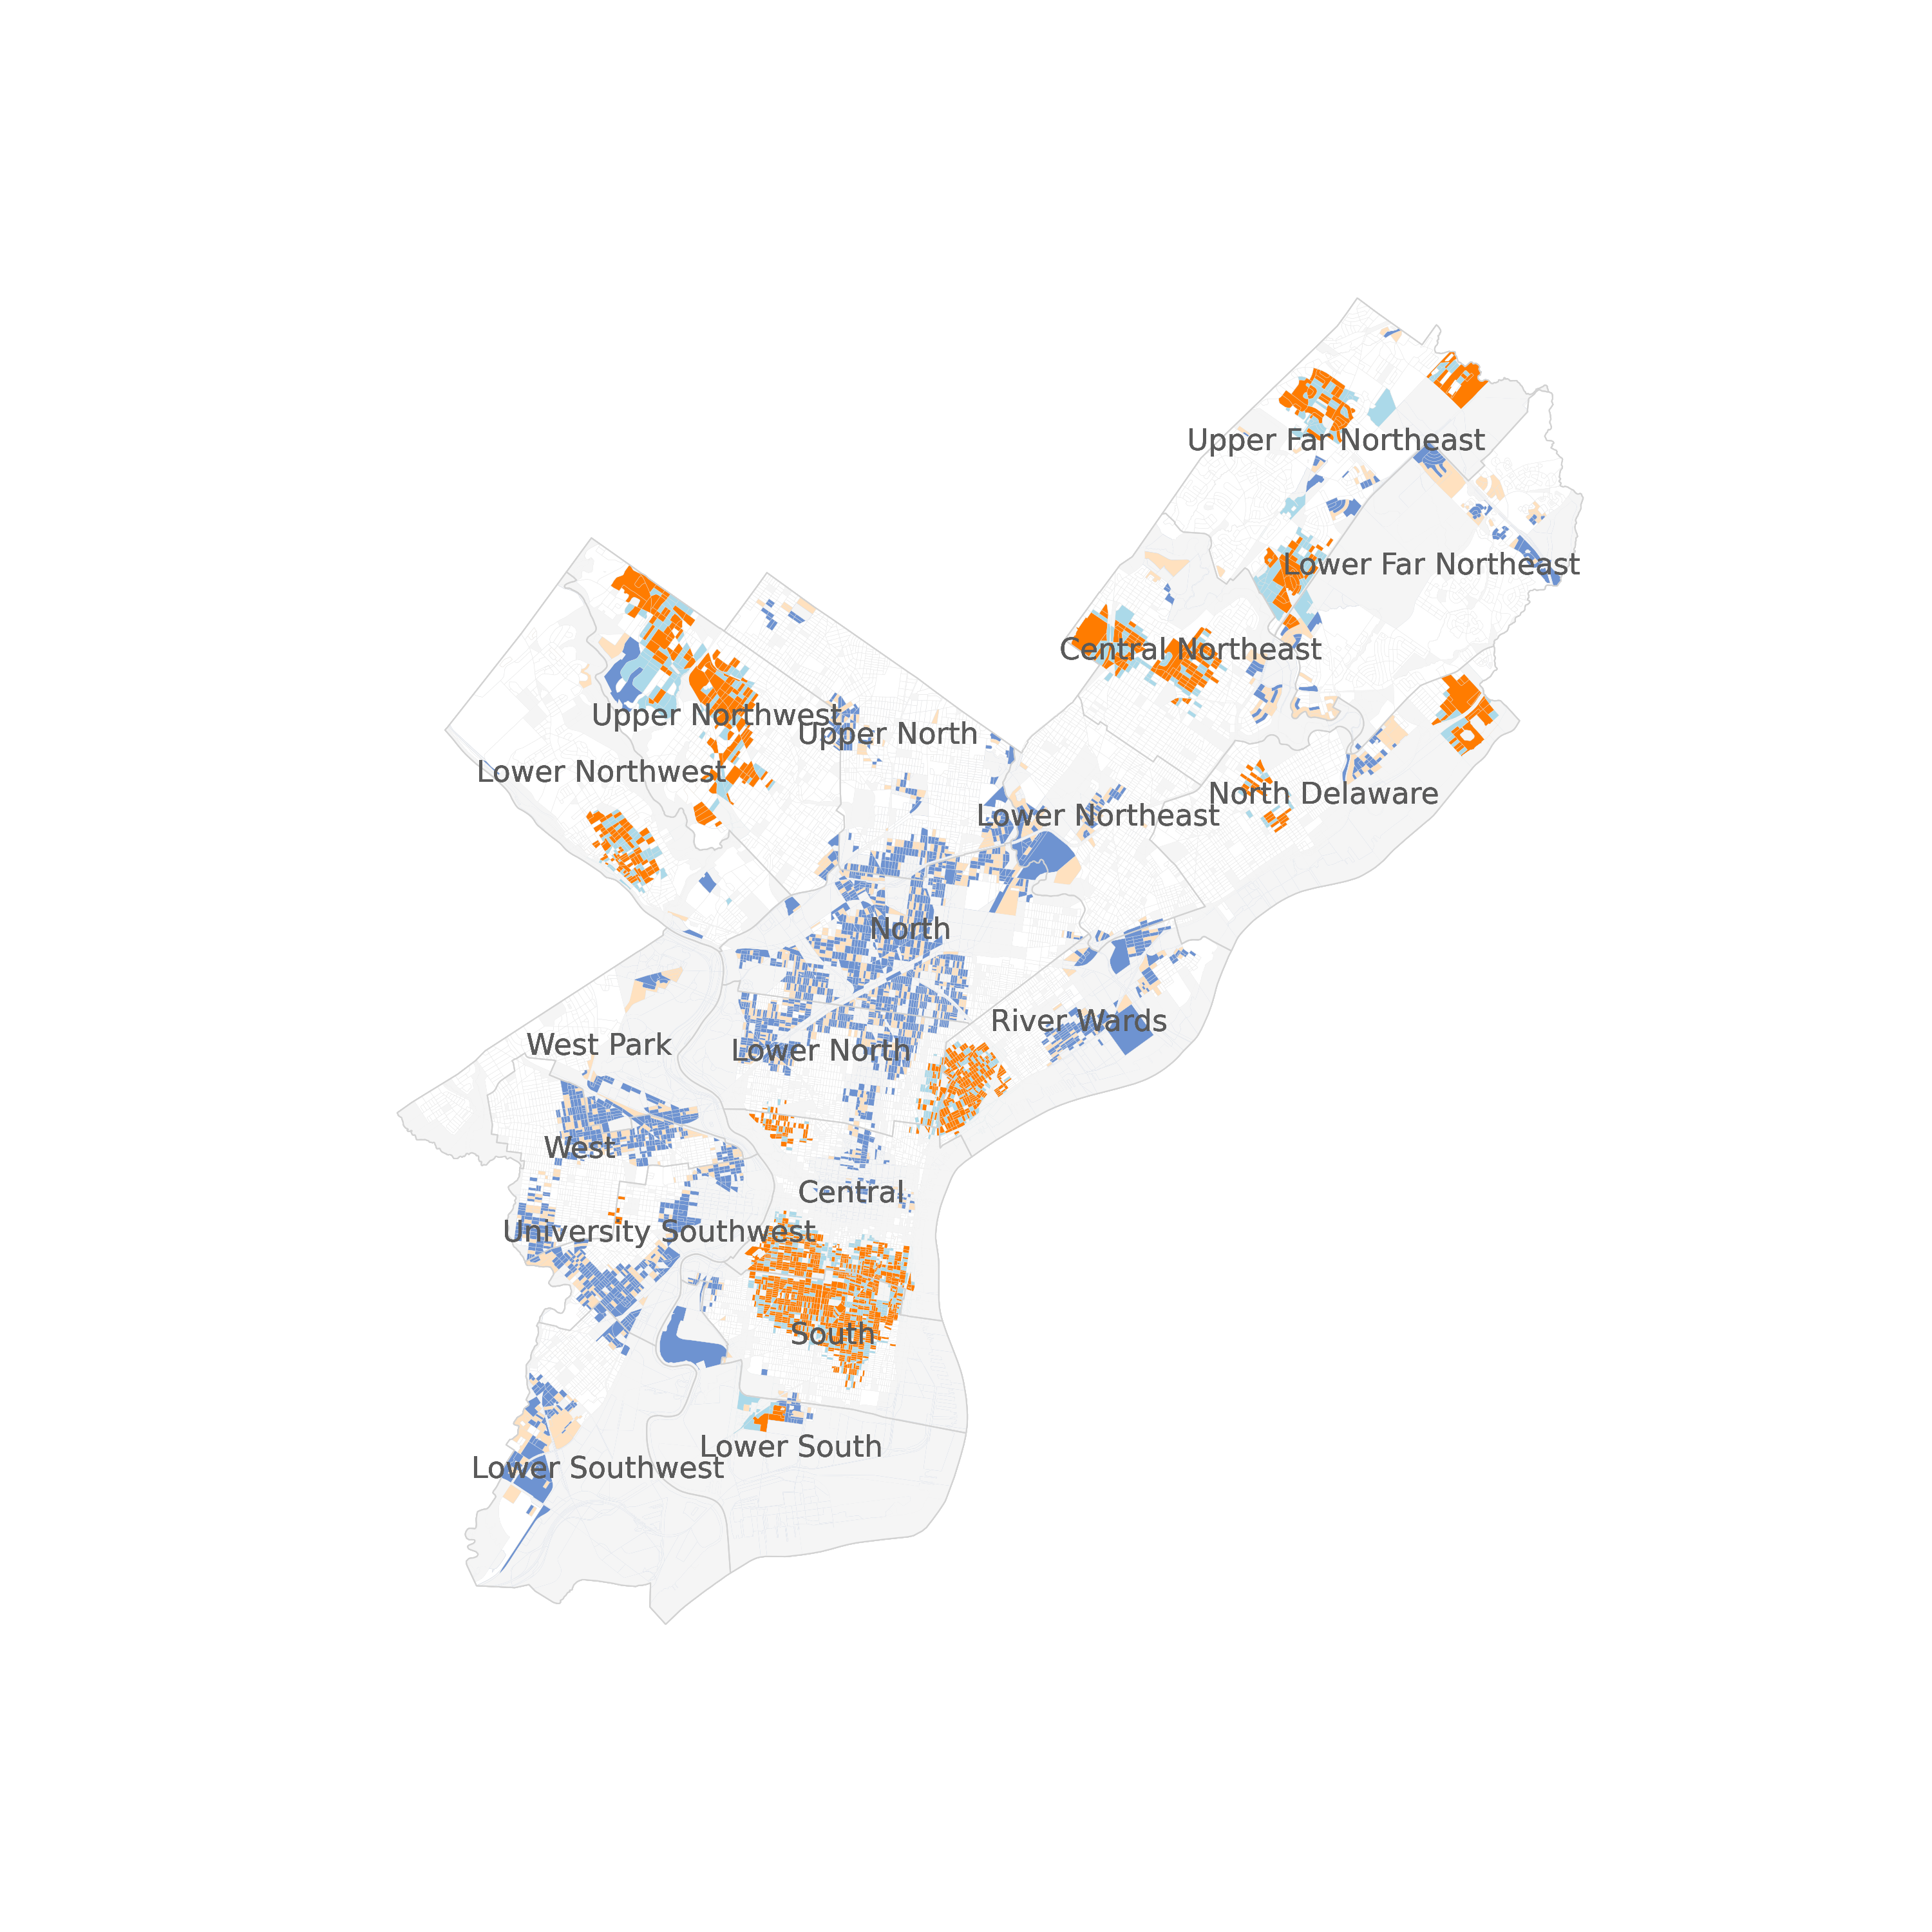 Upper Far Northeast
Lower Far Northeast
Central Northeast
Upper Northwest
Upper North
Lower Northwest
North Delaware
Lower Northeast
North
River Wards
West Park
Lower North
West
Central
University Southwest
South
Lower South
Lower Southwest